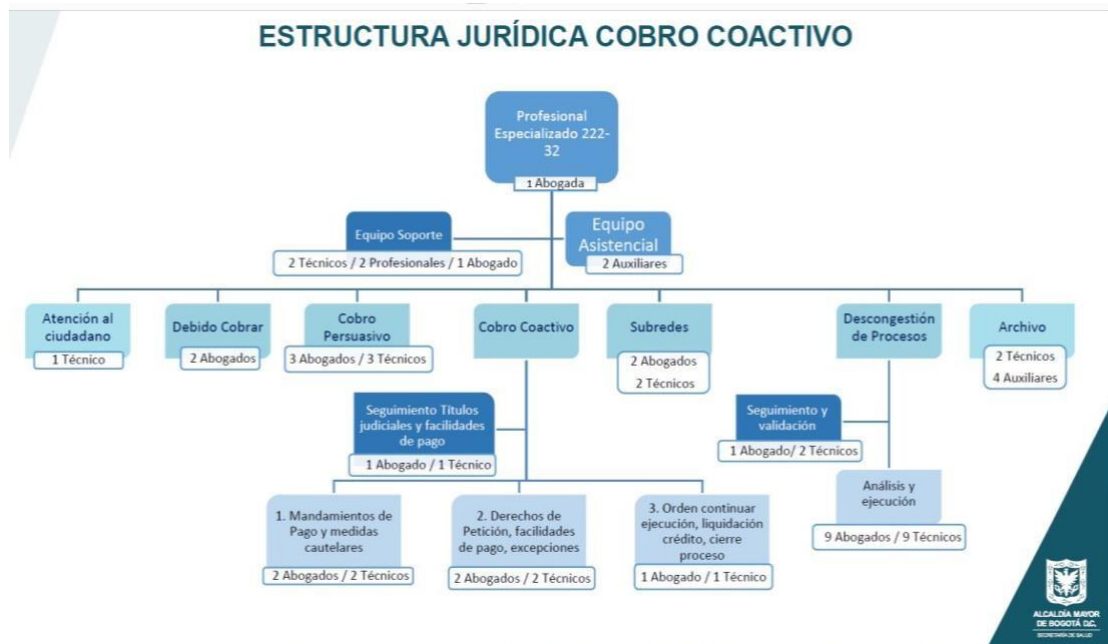 ESTRUCTURA JURÍDICA COBRO COACTIVO
Profesional
Especializado 222-
32
1 Abogada
Equipo Soporte
2 Técnicos / 2 Profesionales / 1 Abogado
Equipo
Asistencial
2 Auxiliares
Atención al
ciudadano
1 Técnico
Debido Cobrar
2 Abogados
Cobro
Persuasivo
3 Abogados / 3 Técnicos
Cobro Coactivo
Subredes
2 Abogados
2 Técnicos
Descongestión
de Procesos
Archivo
2 Técnicos
4 Auxiliares
Seguimiento Títulos
judiciales y facilidades
de pago
1 Abogado / 1 Técnico
Seguimiento y
validación
1 Abogado/ 2 Técnicos
1. Mandamientos de
Pago y medidas
cautelares
2 Abogados / 2 Técnicos
2. Derechos de
Petición, facilidades
de pago, excepciones
2 Abogados / 2 Técnicos
3. Orden continuar
ejecución, liquidación
crédito, cierre
proceso
1 Abogado / 1 Técnico
Análisis y
ejecución
9 Abogados / 9 Técnicos
ALCALDÍA MAYOR
DE BOGOTÁ D.C.
SECRETARÍA DE SALUD